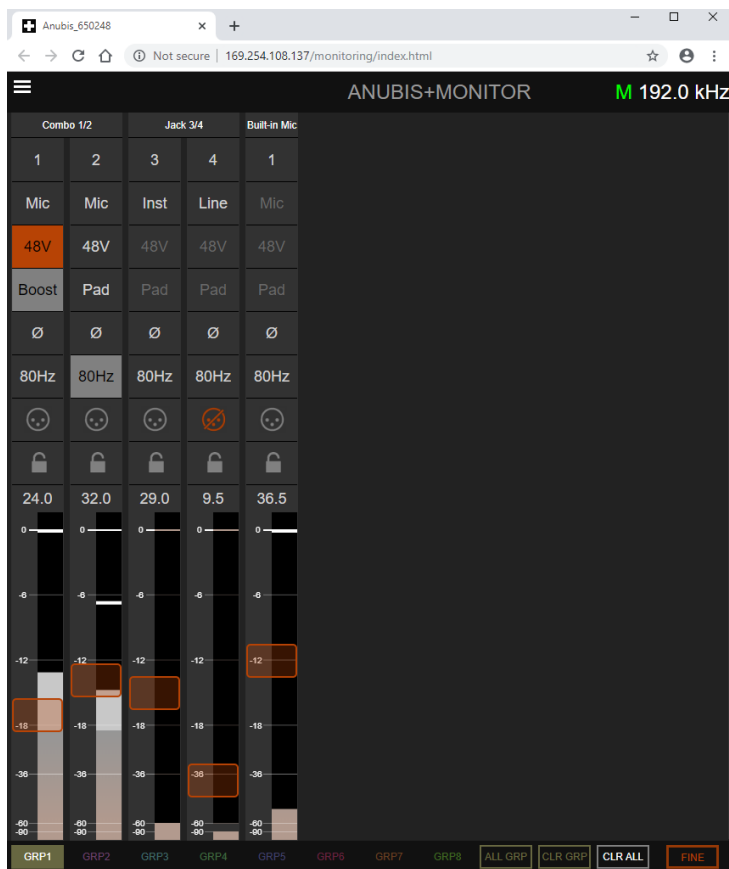 Anubis_650248
Not secure | 169.254.108.137/monitoring/index.html
ANUBIS+MONITOR M 192.0 kHz
Combo 1/2 Jack 3/4 Built-in Mic
1 2 3 4 1
Mic Mic Inst Line Mic
48V 48V 48V 48V 48V
Boost Pad Pad Pad Pad
Ø Ø Ø Ø Ø
80Hz 80Hz 80Hz 80Hz 80Hz
24.0 32.0 29.0 9.5 36.5
0 0 0 0 0
-6 -6 -6 -6 -6
-12 -12 -12 -12 -12
-18 -18 -18 -18 -18
-36 -36 -36 -36 -36
-60 -60 -60 -60 -60
-90 -90 -90 -90 -90
GRP1 GRP2 GRP3 GRP4 GRP5 GRP6 GRP7 GRP8 ALL GRP CLR GRP CLR ALL FINE